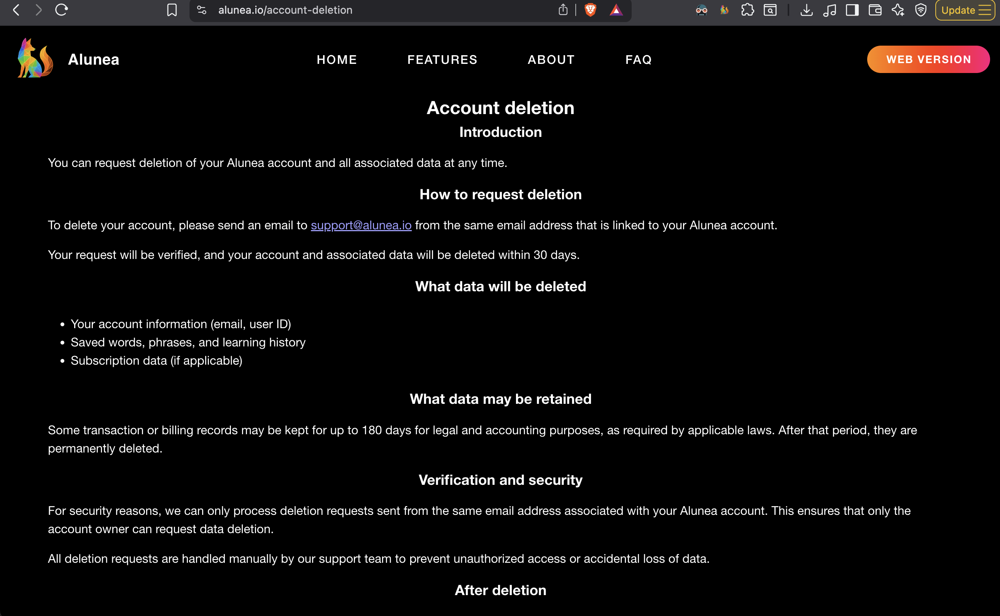 alunea.io/account-deletion
Update
Alunea
HOME
FEATURES
ABOUT
FAQ
WEB VERSION
Account deletion
Introduction
You can request deletion of your Alunea account and all associated data at any time.
How to request deletion
To delete your account, please send an email to support@alunea.io from the same email address that is linked to your Alunea account.
Your request will be verified, and your account and associated data will be deleted within 30 days.
What data will be deleted
• Your account information (email, user ID)
• Saved words, phrases, and learning history
• Subscription data (if applicable)
What data may be retained
Some transaction or billing records may be kept for up to 180 days for legal and accounting purposes, as required by applicable laws. After that period, they are
permanently deleted.
Verification and security
For security reasons, we can only process deletion requests sent from the same email address associated with your Alunea account. This ensures that only the
account owner can request data deletion.
All deletion requests are handled manually by our support team to prevent unauthorized access or accidental loss of data.
After deletion